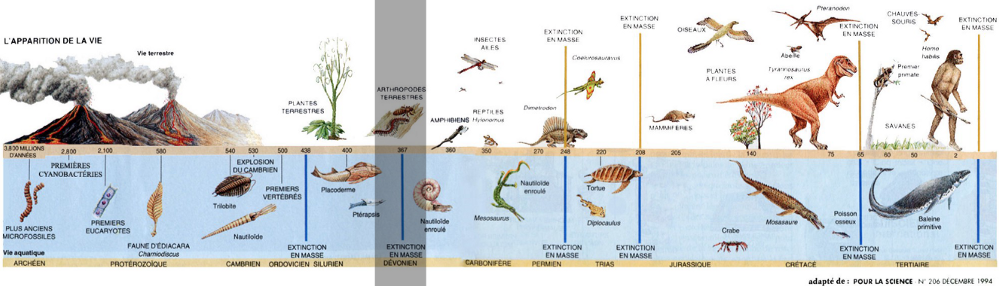 L'APPARITION DE LA VIE
Vie terrestre
PLANTES
TERRESTRES
ARTHROPODES
TERRESTRES
INSECTES
AILES
AMPHIBIENS
REPTILES
Hylonomus
EXTINCTION
EN MASSE
Coelurosauravus
Dimetrodon
EXTINCTION
EN MASSE
MAMMIFERES
OISEAUX
PLANTES
À FLEURS
Pteranodon
Abeille
Tyrannosaurus
rex
EXTINCTION
EN MASSE
CHAUVES-
SOURIS
Premier
primate
Homo
habilis
SAVANES
EXTINCTION
EN MASSE
3,800 MILLIONS
D'ANNÉES
2,800
2,100
580
540
530
500
438
400
367
360
350
270
248
220
208
205
140
75
65
60
50
2
PREMIÈRES
CYANOBACTÉRIES
PLUS ANCIENS
MICROFOSSILES
PREMIERS
EUCARYOTES
FAUNE D'ÉDIACARA
Charniodiscus
EXPLOSION
DU CAMBRIEN
Trilobite
Nautiloïde
PREMIERS
VERTÉBRÉS
EXTINCTION
EN MASSE
Placoderme
Ptérapsis
EXTINCTION
EN MASSE
Nautiloïde
enroulé
Mesosaurus
Nautiloïde
enroulé
EXTINCTION
EN MASSE
Tortue
Diplocaulus
EXTINCTION
EN MASSE
Crabe
Mosasaure
Poisson
osseux
EXTINCTION
EN MASSE
Baleine
primitive
EXTINCTION
EN MASSE
Vie aquatique
ARCHÉEN
PROTÉROZOÏQUE
CAMBRIEN
ORDOVICIEN
SILURIEN
DÉVONIEN
CARBONIFÈRE
PERMIEN
TRIAS
JURASSIQUE
CRÉTACÉ
TERTIAIRE
adapté de : POUR LA SCIENCE N° 206 DÉCEMBRE 1994